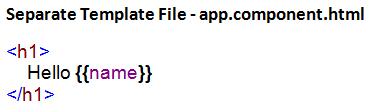 Separate Template File - app.component.html
<h1>
Hello {{name}}
</h1>